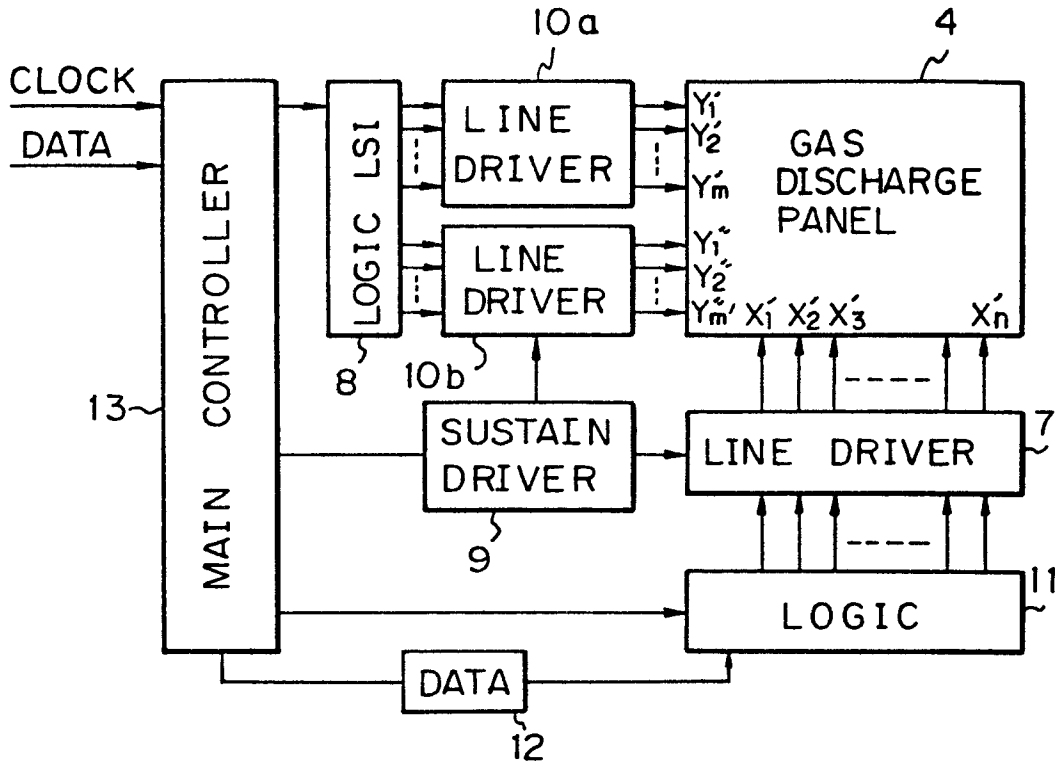 10a
4
CLOCK
DATA
MAIN CONTROLLER
LOGIC LSI
LINE
DRIVER
Y₁'
Y₂'
Yₘ'
GAS
DISCHARGE
PANEL
LINE
DRIVER
Y₁"
Y₂"
Y"ₘ'
X₁'
X₂'
X₃'
Xₙ'
8
10b
13
SUSTAIN
DRIVER
9
LINE DRIVER
7
LOGIC
11
DATA
12